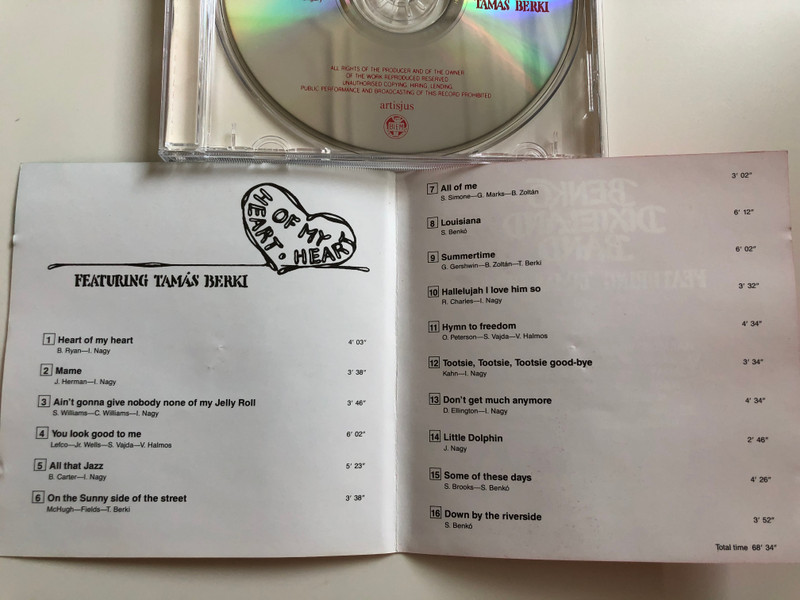 TAMÁS BERKI
ALL RIGHTS OF THE PRODUCER AND OF THE OWNER
OF THE WORK REPRODUCED RESERVED
UNAUTHORISED COPYING, HIRING, LENDING,
PUBLIC PERFORMANCE AND BROADCASTING OF THIS RECORD PROHIBITED
artisjus
HEART OF MY HEART
FEATURING TAMÁS BERKI
1 Heart of my heart 4' 03"
B. Ryan—I. Nagy
2 Mame 3' 38"
J. Herman—I. Nagy
3 Ain't gonna give nobody none of my Jelly Roll 3' 46"
S. Williams—C. Williams—I. Nagy
4 You look good to me 6' 02"
Lefco—Jr. Wells—S. Vajda—V. Halmos
5 All that Jazz 5' 23"
B. Carter—I. Nagy
6 On the Sunny side of the street 3' 38"
McHugh—Fields—T. Berki
7 All of me 3' 02"
S. Simone—G. Marks—B. Zoltán
8 Louisiana 6' 12"
S. Benkó
9 Summertime 6' 02"
G. Gershwin—B. Zoltán—T. Berki
10 Hallelujah I love him so 3' 32"
R. Charles—I. Nagy
11 Hymn to freedom 4' 34"
O. Peterson—S. Vajda—V. Halmos
12 Tootsie, Tootsie, Tootsie good-bye 3' 34"
Kahn—I. Nagy
13 Don't get much anymore 4' 34"
D. Ellington—I. Nagy
14 Little Dolphin 2' 46"
J. Nagy
15 Some of these days 4' 26"
S. Brooks—S. Benkó
16 Down by the riverside 3' 52"
S. Benkó
Total time 68' 34"